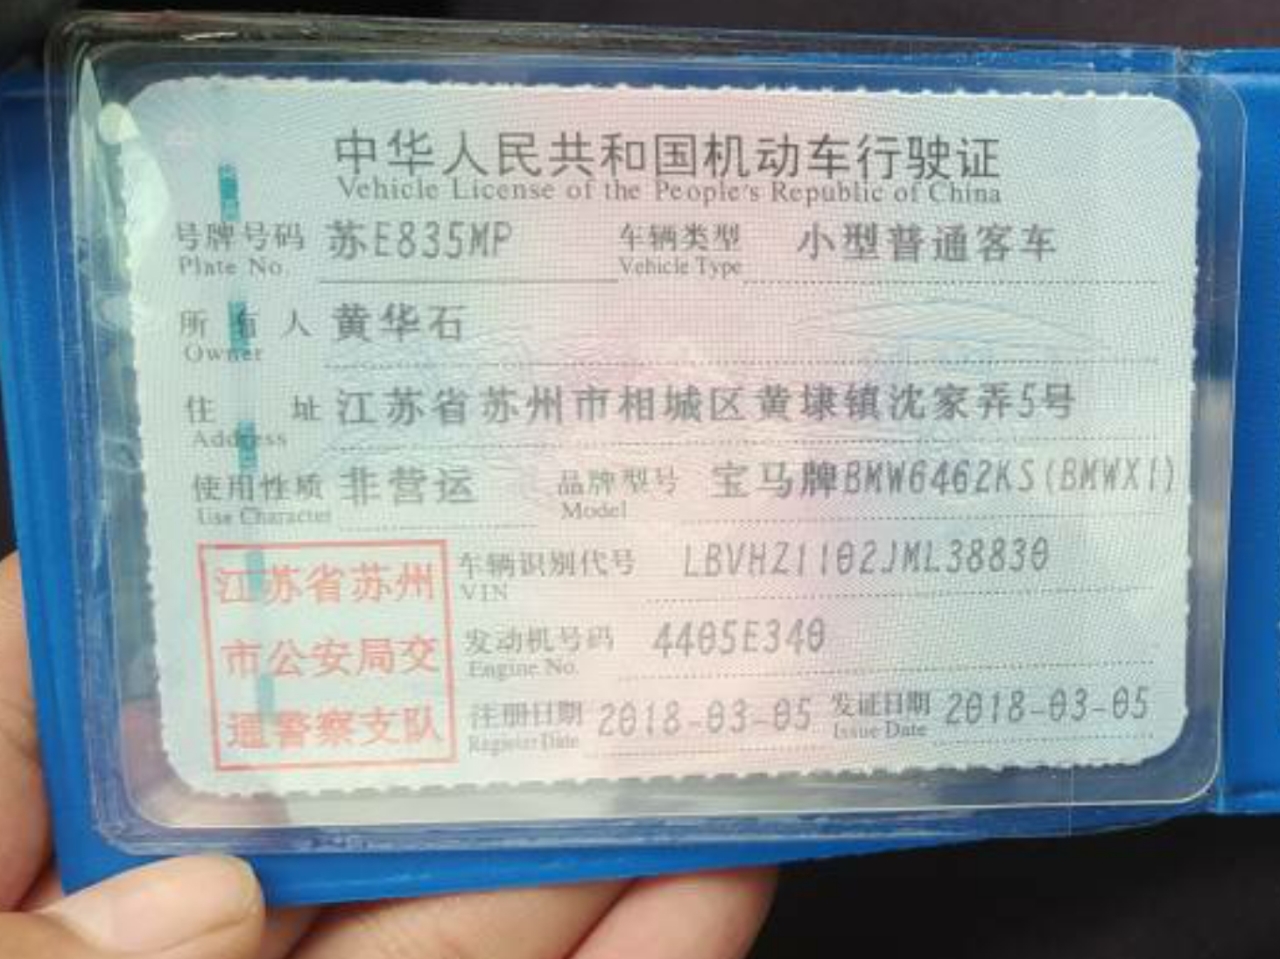 中华人民共和国机动车行驶证
Vehicle License of the People's Republic of China
号牌号码 苏E835MP 车辆类型 小型普通客车
Plate No. Vehicle Type
所有人 黄华石
Owner
住址 江苏省苏州市相城区黄埭镇沈家弄5号
Address
使用性质 非营运 品牌型号 宝马牌BMW6462KS(BMWX1)
Use Character Model
江苏省苏州
市公安局交
通警察支队
车辆识别代号 LBVHZ1102JML38830
VIN
发动机号码 4405E340
Engine No.
注册日期 2018-03-05 发证日期 2018-03-05
Register Date Issue Date